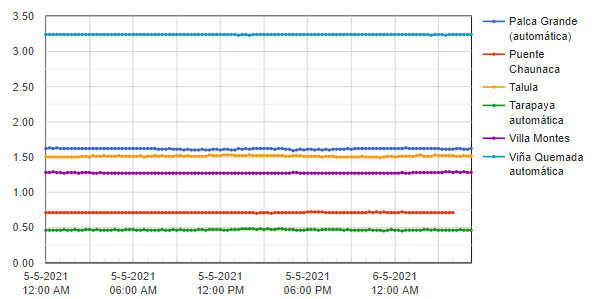 3.50
3.00
2.50
2.00
1.50
1.00
0.50
0.00
5-5-2021
12:00 AM
5-5-2021
06:00 AM
5-5-2021
12:00 PM
5-5-2021
06:00 PM
6-5-2021
12:00 AM
Palca Grande
(automática)
Puente
Chaunaca
Talula
Tarapaya
automática
Villa Montes
Viña Quemada
automática